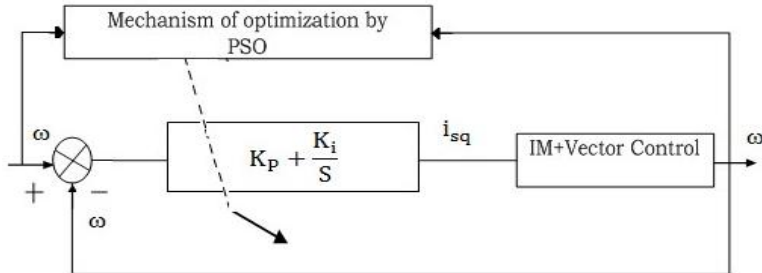 Mechanism of optimization by
PSO
ω
i_sq
ω
K_P + K_i/S
IM+Vector Control
+
−
ω